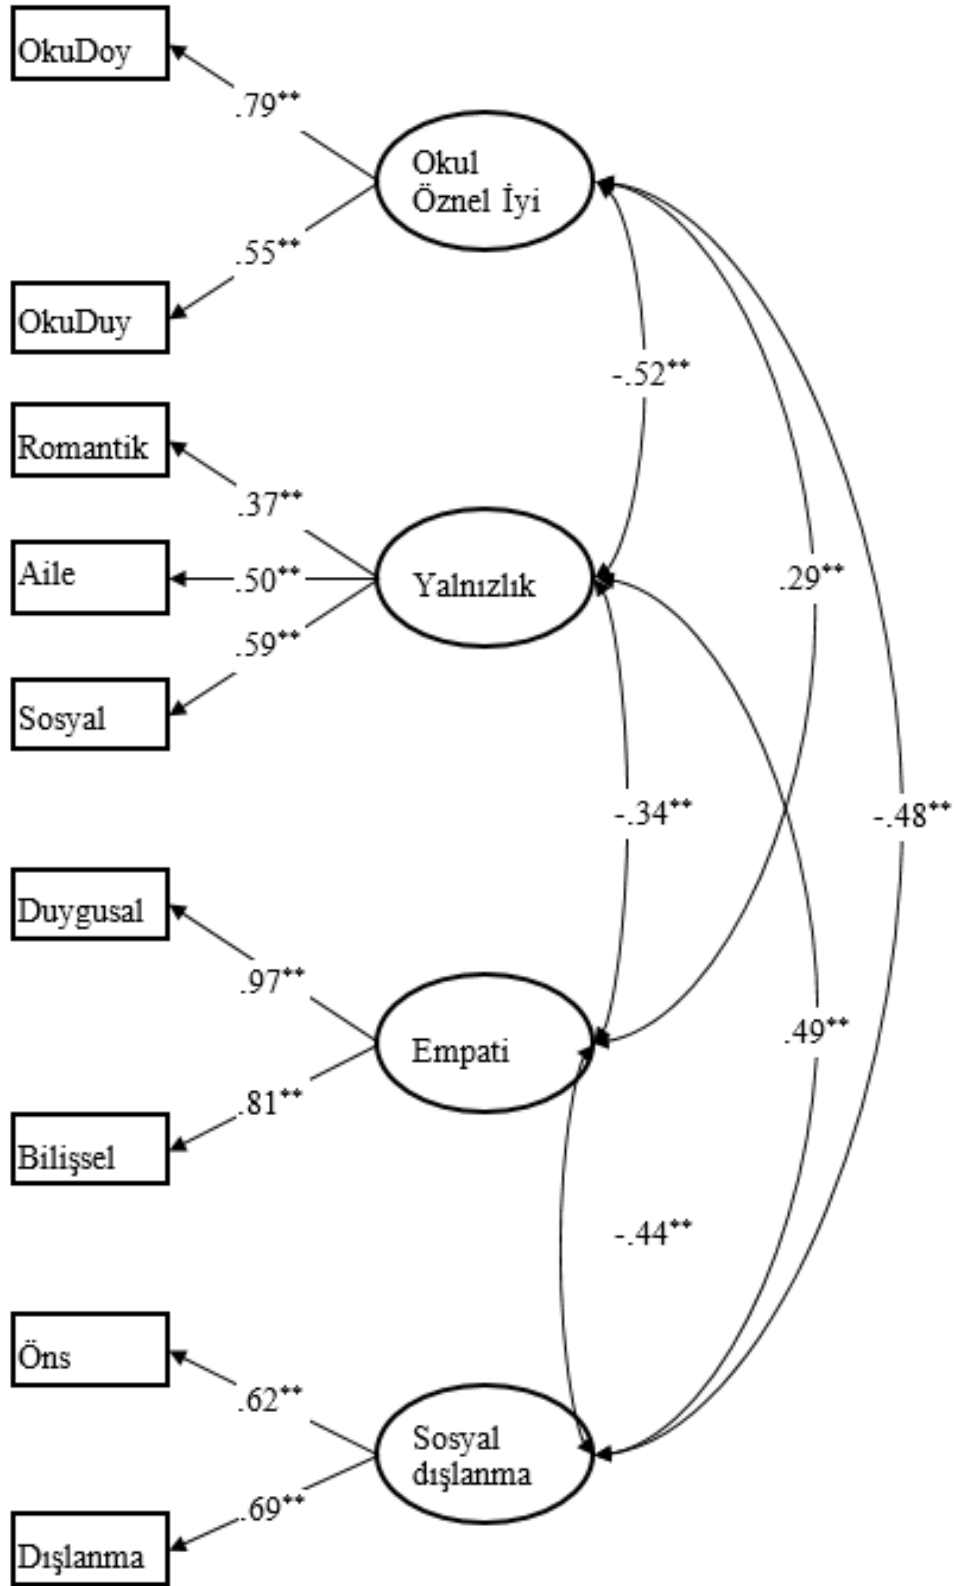 OkuDoy
.79**
Okul
Öznel İyi
.55**
OkuDuy
-.52**
Romantik
.37**
Aile
.50**
Yalnızlık
.29**
.59**
Sosyal
-.34**
-.48**
Duygusal
.97**
Empati
.49**
.81**
Bilişsel
-.44**
Öns
.62**
Sosyal
dışlanma
.69**
Dışlanma